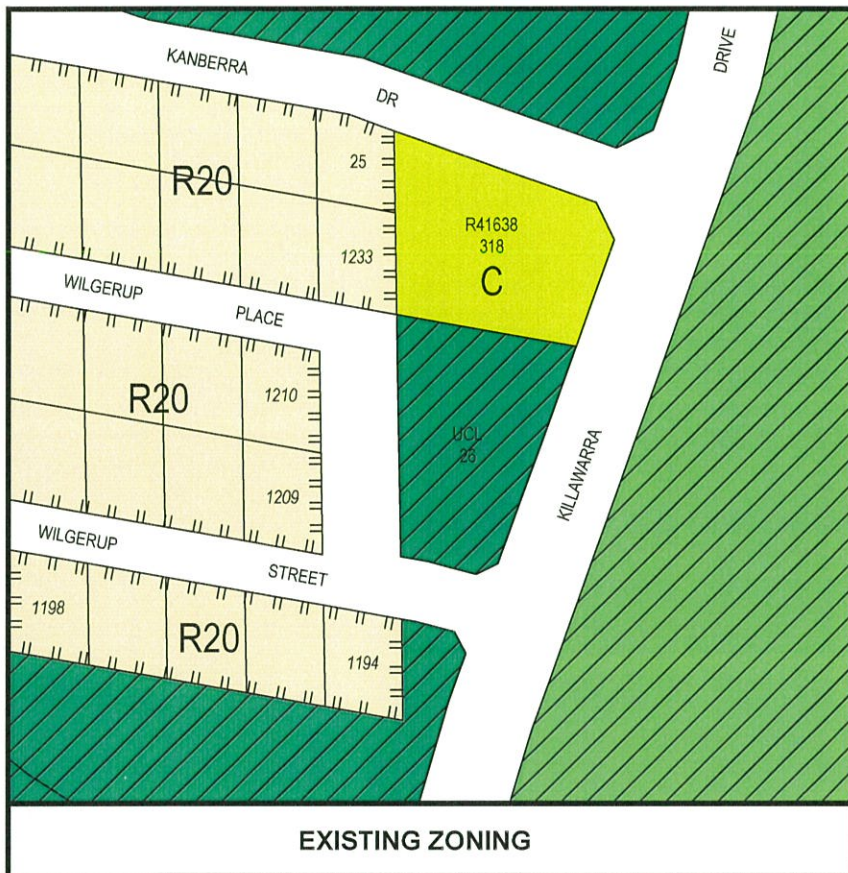 KANBERRA
DR
DRIVE
25
R20
R41638
318
C
1233
WILGERUP
PLACE
1210
R20
UCL
26
KILLAWARRA
1209
WILGERUP
STREET
1198
R20
1194
EXISTING ZONING